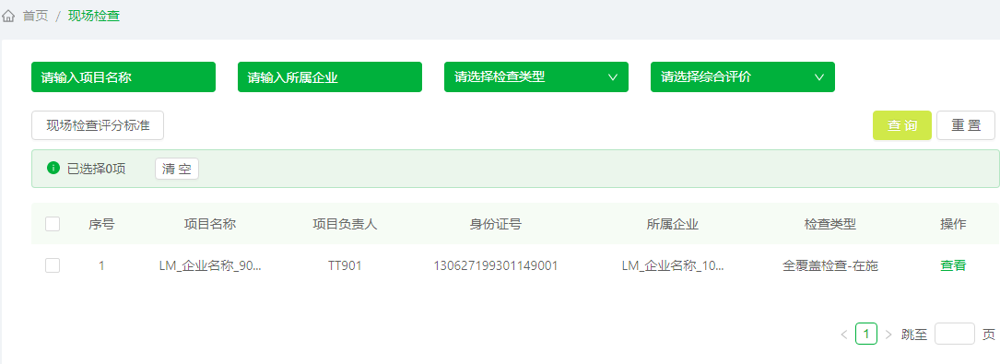 首页 / 现场检查
请输入项目名称 请输入所属企业 请选择检查类型 请选择综合评价
现场检查评分标准 查 询 重 置
已选择0项 清 空
序号 项目名称 项目负责人 身份证号 所属企业 检查类型 操作
1 LM_企业名称_90... TT901 130627199301149001 LM_企业名称_10... 全覆盖检查-在施 查看
1 跳至 页